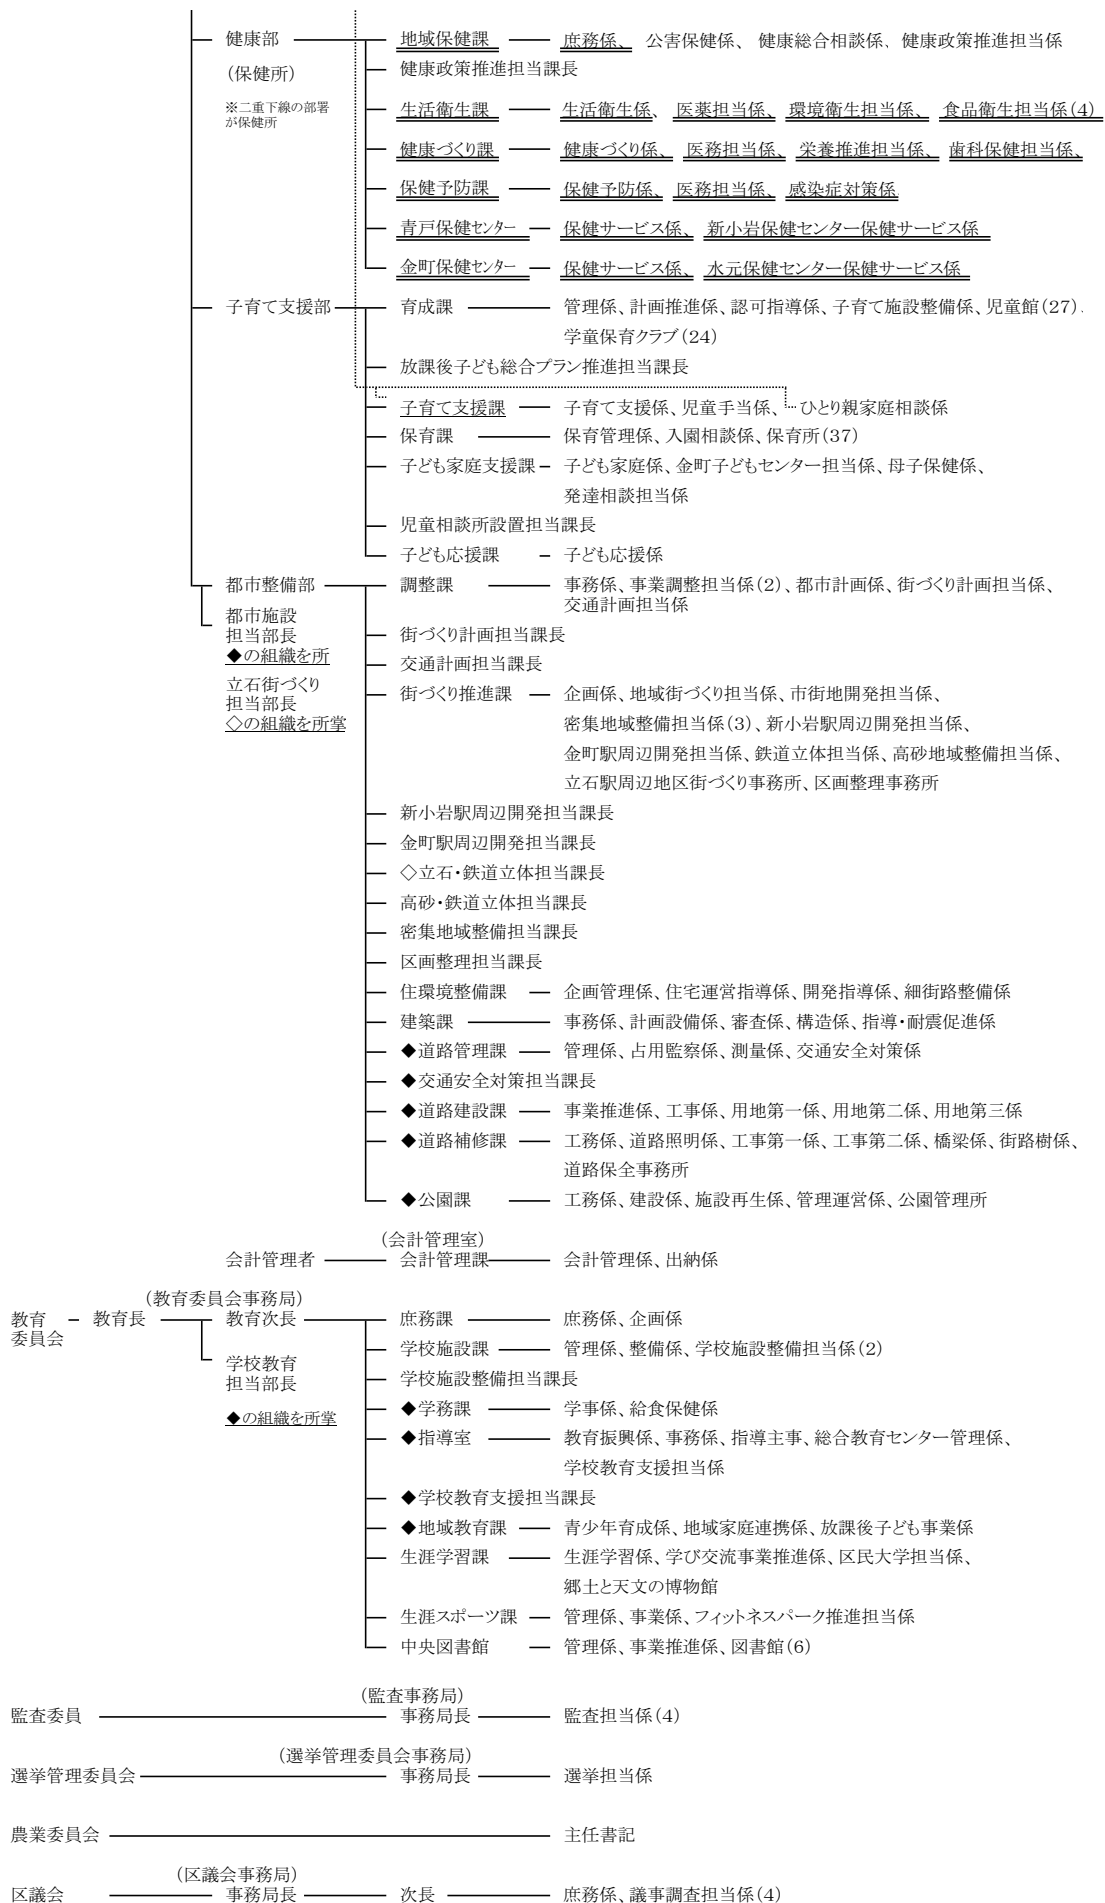 健康部 地域保健課 庶務係、 公害保健係、 健康総合相談係、 健康政策推進担当係
(保健所) 健康政策推進担当課長
※二重下線の部署
が保健所
生活衛生課 生活衛生係、 医薬担当係、 環境衛生担当係、 食品衛生担当係(4)
健康づくり課 健康づくり係、 医務担当係、 栄養推進担当係、 歯科保健担当係、
保健予防課 保健予防係、 医務担当係、 感染症対策係
青戸保健センター 保健サービス係、 新小岩保健センター保健サービス係
金町保健センター 保健サービス係、 水元保健センター保健サービス係
子育て支援部 育成課 管理係、計画推進係、認可指導係、子育て施設整備係、児童館(27)、
学童保育クラブ(24)
放課後子ども総合プラン推進担当課長
子育て支援課 子育て支援係、児童手当係、 ひとり親家庭相談係
保育課 保育管理係、入園相談係、保育所(37)
子ども家庭支援課 子ども家庭係、金町子どもセンター担当係、母子保健係、
発達相談担当係
児童相談所設置担当課長
子ども応援課 子ども応援係
都市整備部 調整課 事務係、事業調整担当係(2)、都市計画係、街づくり計画担当係、
交通計画担当係
都市施設
担当部長
◆の組織を所
街づくり計画担当課長
交通計画担当課長
立石街づくり
担当部長
◇の組織を所掌
街づくり推進課 企画係、地域街づくり担当係、市街地開発担当係、
密集地域整備担当係(3)、新小岩駅周辺開発担当係、
金町駅周辺開発担当係、鉄道立体担当係、高砂地域整備担当係、
立石駅周辺地区街づくり事務所、区画整理事務所
新小岩駅周辺開発担当課長
金町駅周辺開発担当課長
◇立石・鉄道立体担当課長
高砂・鉄道立体担当課長
密集地域整備担当課長
区画整理担当課長
住環境整備課 企画管理係、住宅運営指導係、開発指導係、細街路整備係
建築課 事務係、計画設備係、審査係、構造係、指導・耐震促進係
◆道路管理課 管理係、占用監察係、測量係、交通安全対策係
◆交通安全対策担当課長
◆道路建設課 事業推進係、工事係、用地第一係、用地第二係、用地第三係
◆道路補修課 工務係、道路照明係、工事第一係、工事第二係、橋梁係、街路樹係、
道路保全事務所
◆公園課 工務係、建設係、施設再生係、管理運営係、公園管理所
(会計管理室)
会計管理者 会計管理課 会計管理係、出納係
(教育委員会事務局)
教育
委員会 教育長 教育次長 庶務課 庶務係、企画係
学校施設課 管理係、整備係、学校施設整備担当係(2)
学校教育
担当部長
◆の組織を所掌
学校施設整備担当課長
◆学務課 学事係、給食保健係
◆指導室 教育振興係、事務係、指導主事、総合教育センター管理係、
学校教育支援担当係
◆学校教育支援担当課長
◆地域教育課 青少年育成係、地域家庭連携係、放課後子ども事業係
生涯学習課 生涯学習係、学び交流事業推進係、区民大学担当係、
郷土と天文の博物館
生涯スポーツ課 管理係、事業係、フィットネスパーク推進担当係
中央図書館 管理係、事業推進係、図書館(6)
(監査事務局)
監査委員 事務局長 監査担当係(4)
(選挙管理委員会事務局)
選挙管理委員会 事務局長 選挙担当係
農業委員会 主任書記
(区議会事務局)
区議会 事務局長 次長 庶務係、議事調査担当係(4)